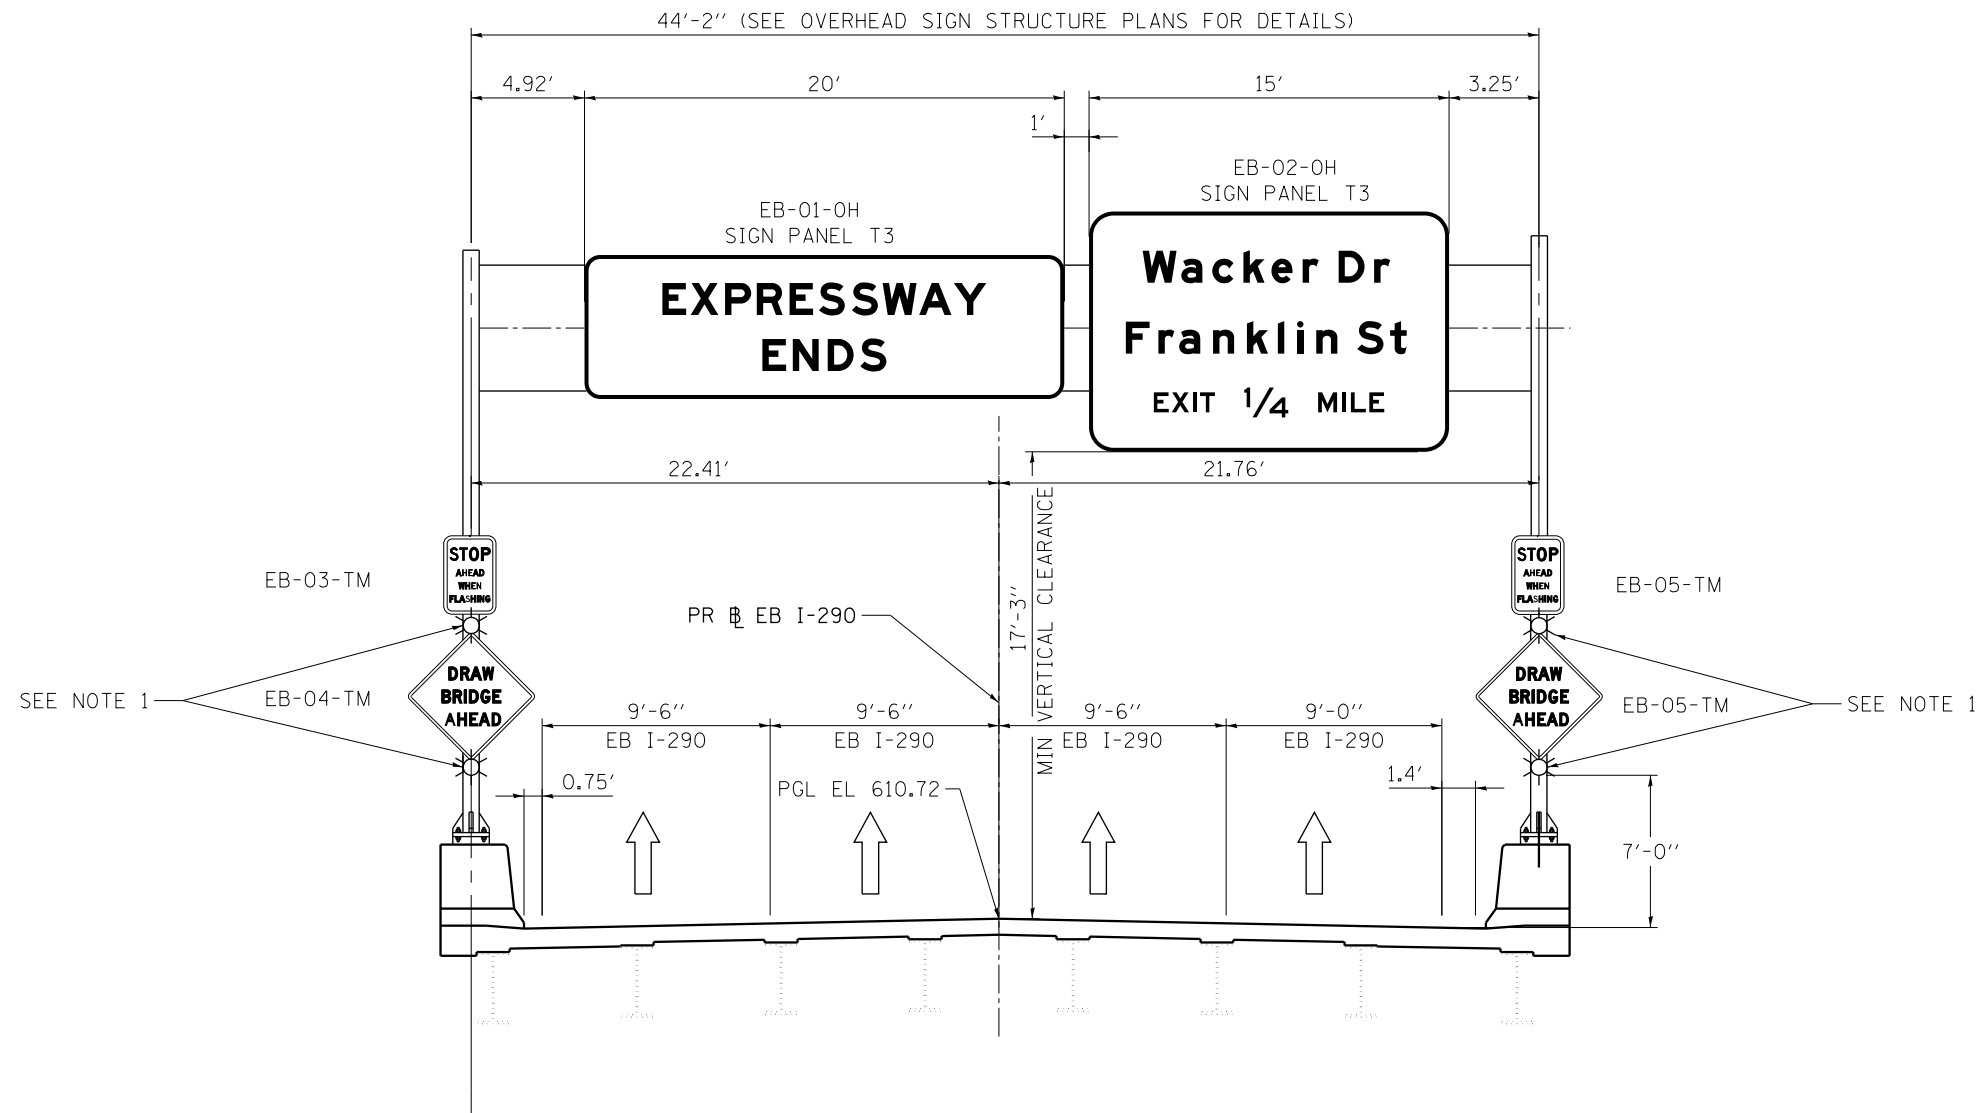 44'-2" (SEE OVERHEAD SIGN STRUCTURE PLANS FOR DETAILS)
4.92'
20'
15'
3.25'
1'
EB-02-OH
SIGN PANEL T3
EB-01-OH
SIGN PANEL T3
Wacker Dr
Franklin St
EXIT 1/4 MILE
EXPRESSWAY
ENDS
22.41'
21.76'
17'-3"
MIN VERTICAL CLEARANCE
STOP
AHEAD
WHEN
FLASHING
EB-03-TM
STOP
AHEAD
WHEN
FLASHING
EB-05-TM
PR BL EB I-290
SEE NOTE 1
EB-04-TM
DRAW
BRIDGE
AHEAD
DRAW
BRIDGE
AHEAD
EB-05-TM
SEE NOTE 1
9'-6"
9'-6"
9'-6"
9'-0"
EB I-290
EB I-290
EB I-290
EB I-290
0.75'
PGL EL 610.72
1.4'
7'-0"